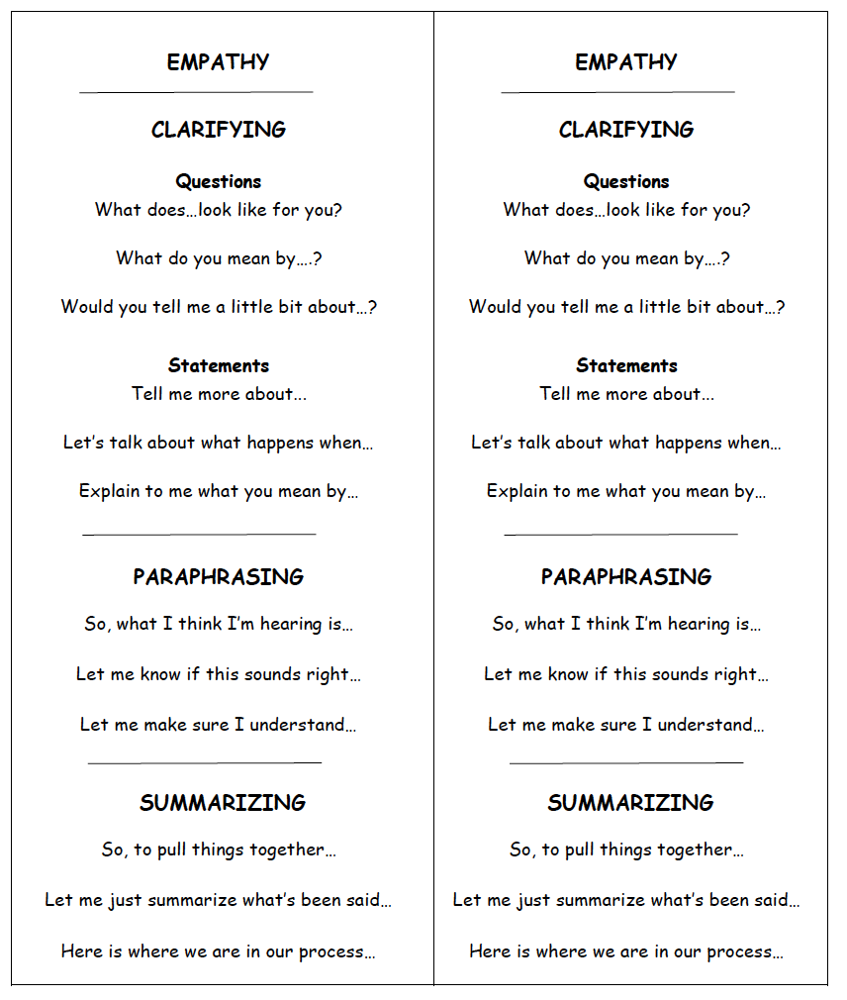 EMPATHY
CLARIFYING
Questions
What does…look like for you?
What do you mean by….?
Would you tell me a little bit about…?
Statements
Tell me more about...
Let’s talk about what happens when…
Explain to me what you mean by…
PARAPHRASING
So, what I think I’m hearing is…
Let me know if this sounds right…
Let me make sure I understand…
SUMMARIZING
So, to pull things together…
Let me just summarize what’s been said…
Here is where we are in our process…
EMPATHY
CLARIFYING
Questions
What does…look like for you?
What do you mean by….?
Would you tell me a little bit about…?
Statements
Tell me more about...
Let’s talk about what happens when…
Explain to me what you mean by…
PARAPHRASING
So, what I think I’m hearing is…
Let me know if this sounds right…
Let me make sure I understand…
SUMMARIZING
So, to pull things together…
Let me just summarize what’s been said…
Here is where we are in our process…